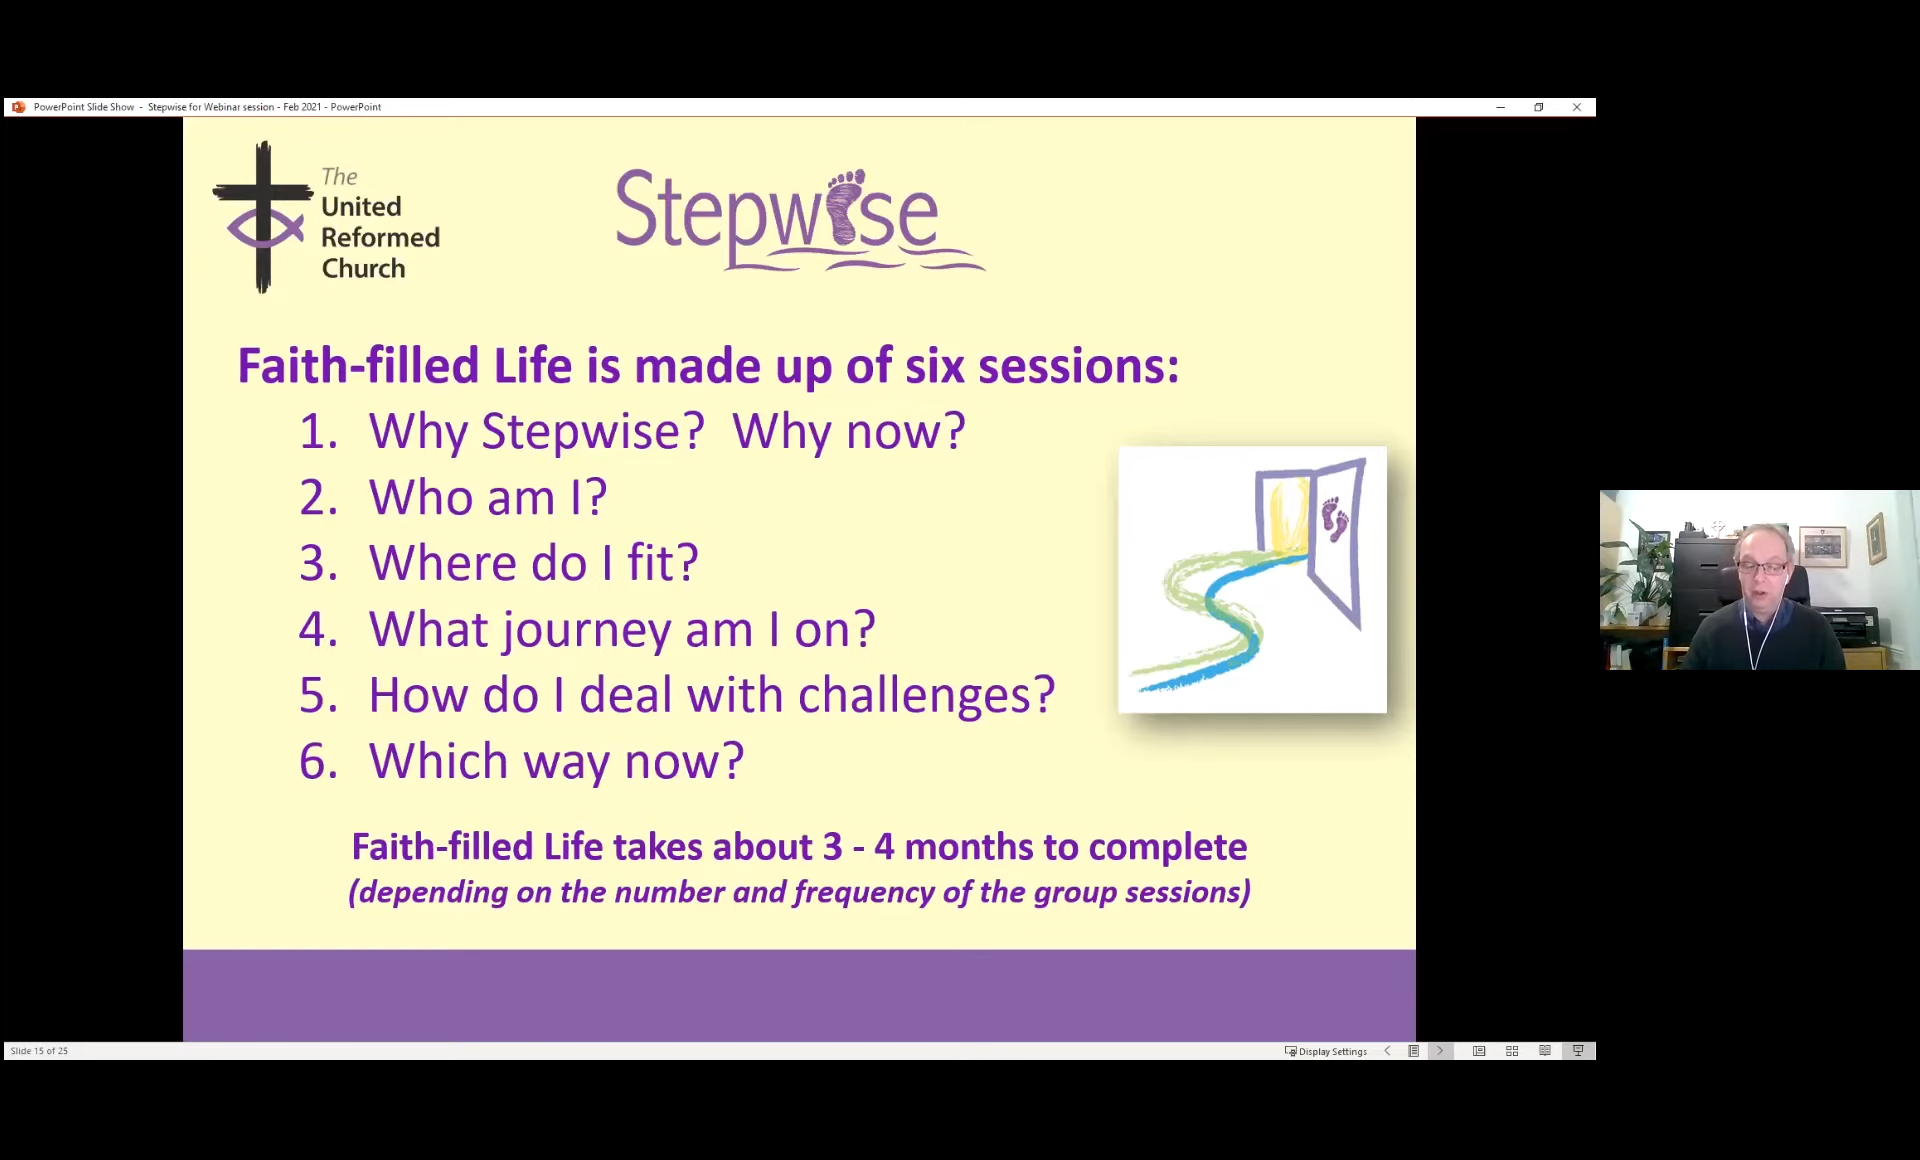 PowerPoint Slide Show - Stepwise for Webinar session - Feb 2021 - PowerPoint
The
United
Reformed
Church
Stepwise
Faith-filled Life is made up of six sessions:
1. Why Stepwise? Why now?
2. Who am I?
3. Where do I fit?
4. What journey am I on?
5. How do I deal with challenges?
6. Which way now?
Faith-filled Life takes about 3 - 4 months to complete
(depending on the number and frequency of the group sessions)
Slide 15 of 25
Display Settings